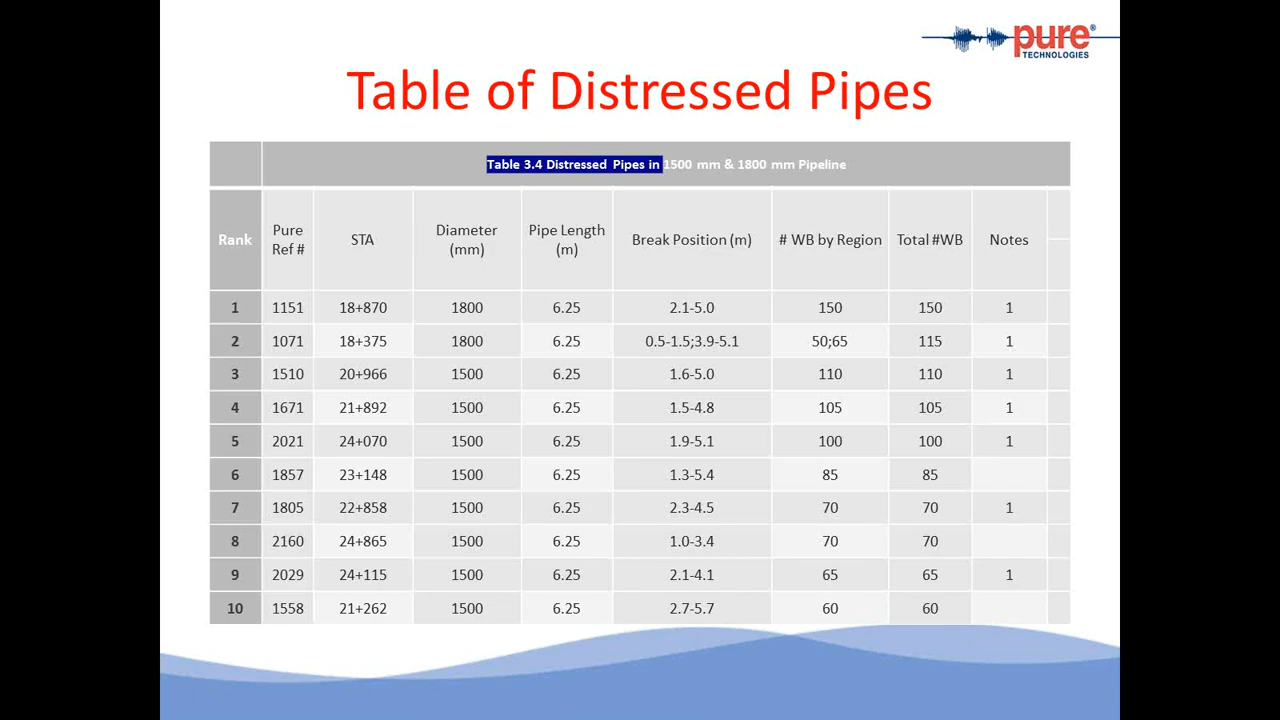 pure®
TECHNOLOGIES
Table of Distressed Pipes
Table 3.4 Distressed Pipes in 1500 mm & 1800 mm Pipeline
Rank Pure Ref # STA Diameter (mm) Pipe Length (m) Break Position (m) # WB by Region Total #WB Notes
1 1151 18+870 1800 6.25 2.1-5.0 150 150 1
2 1071 18+375 1800 6.25 0.5-1.5;3.9-5.1 50;65 115 1
3 1510 20+966 1500 6.25 1.6-5.0 110 110 1
4 1671 21+892 1500 6.25 1.5-4.8 105 105 1
5 2021 24+070 1500 6.25 1.9-5.1 100 100 1
6 1857 23+148 1500 6.25 1.3-5.4 85 85
7 1805 22+858 1500 6.25 2.3-4.5 70 70 1
8 2160 24+865 1500 6.25 1.0-3.4 70 70
9 2029 24+115 1500 6.25 2.1-4.1 65 65 1
10 1558 21+262 1500 6.25 2.7-5.7 60 60